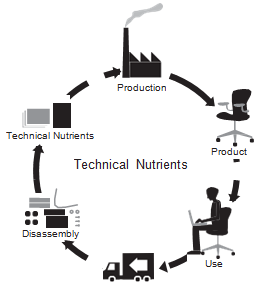 Production
Technical Nutrients
Product
Technical Nutrients
Disassembly
Use